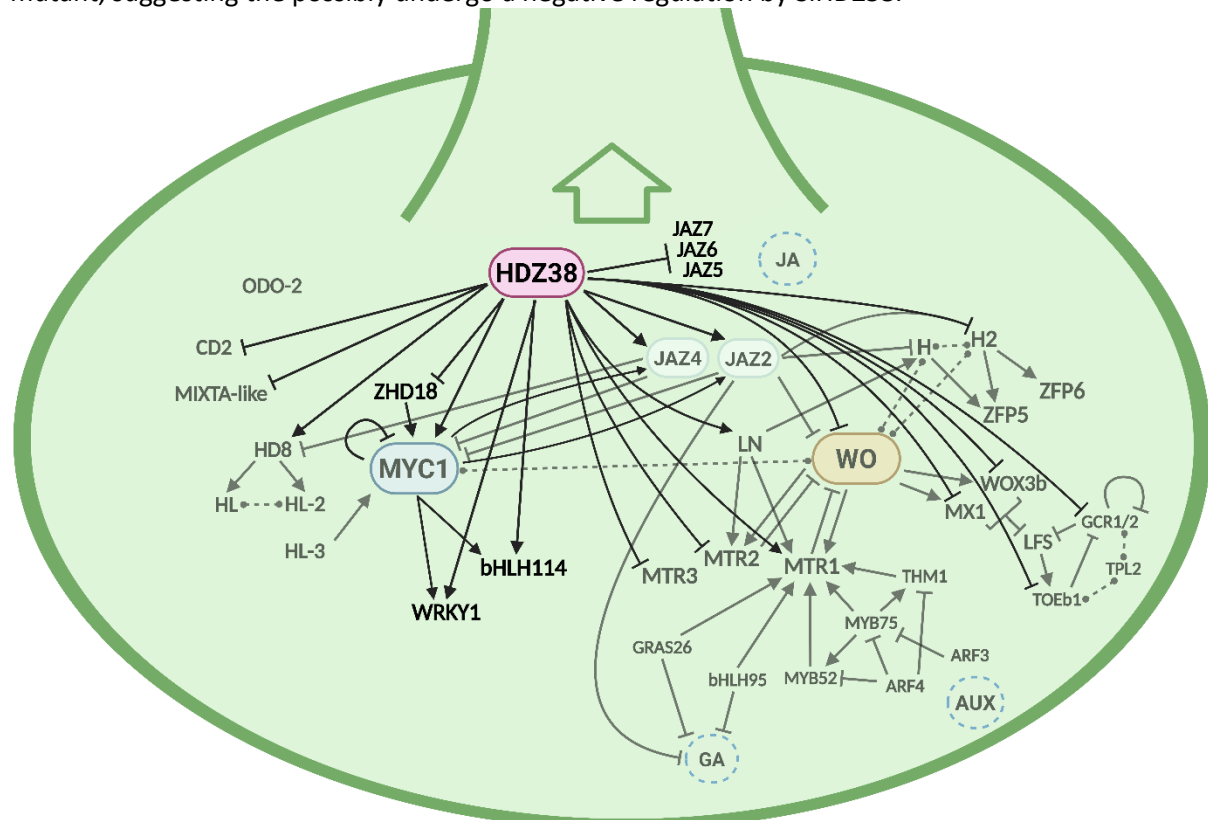 mutant, suggesting the possibly undergo a negative regulation by SlHDZ38.
JAZ7
JAZ6
JAZ5
JA
HDZ38
ODO-2
CD2
JAZ4
JAZ2
H
H2
MIXTA-like
ZHD18
ZFP6
ZFP5
HD8
LN
MYC1
WO
WOX3b
HL
HL-2
MX1
GCR1/2
HL-3
LFS
bHLH114
MTR3
MTR2
MTR1
THM1
TPL2
TOEb1
WRKY1
MYB75
GRAS26
ARF3
bHLH95
MYB52
ARF4
AUX
GA